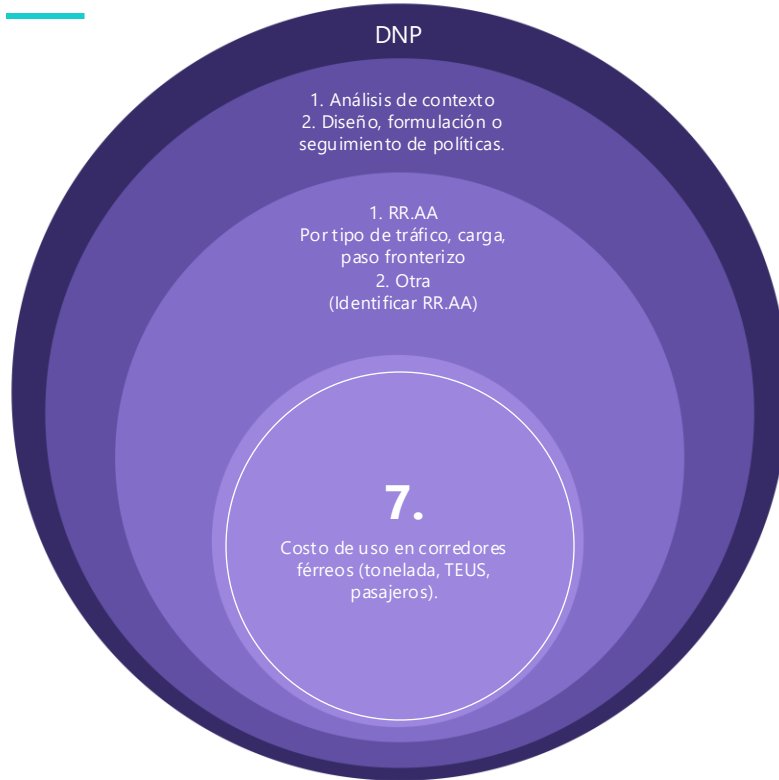 DNP
1. Análisis de contexto
2. Diseño, formulación o
seguimiento de políticas.
1. RR.AA
Por tipo de tráfico, carga,
paso fronterizo
2. Otra
(Identificar RR.AA)
7.
Costo de uso en corredores
férreos (tonelada, TEUS,
pasajeros).